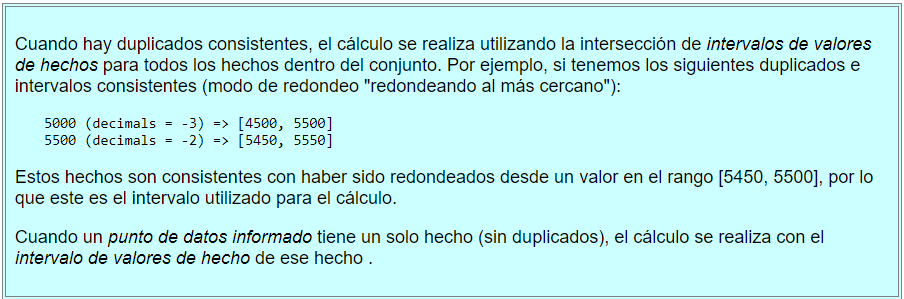 Cuando hay duplicados consistentes, el cálculo se realiza utilizando la intersección de intervalos de valores
de hechos para todos los hechos dentro del conjunto. Por ejemplo, si tenemos los siguientes duplicados e
intervalos consistentes (modo de redondeo "redondeando al más cercano"):
5000 (decimals = -3) => [4500, 5500]
5500 (decimals = -2) => [5450, 5550]
Estos hechos son consistentes con haber sido redondeados desde un valor en el rango [5450, 5500], por lo
que este es el intervalo utilizado para el cálculo.
Cuando un punto de datos informado tiene un solo hecho (sin duplicados), el cálculo se realiza con el
intervalo de valores de hecho de ese hecho .